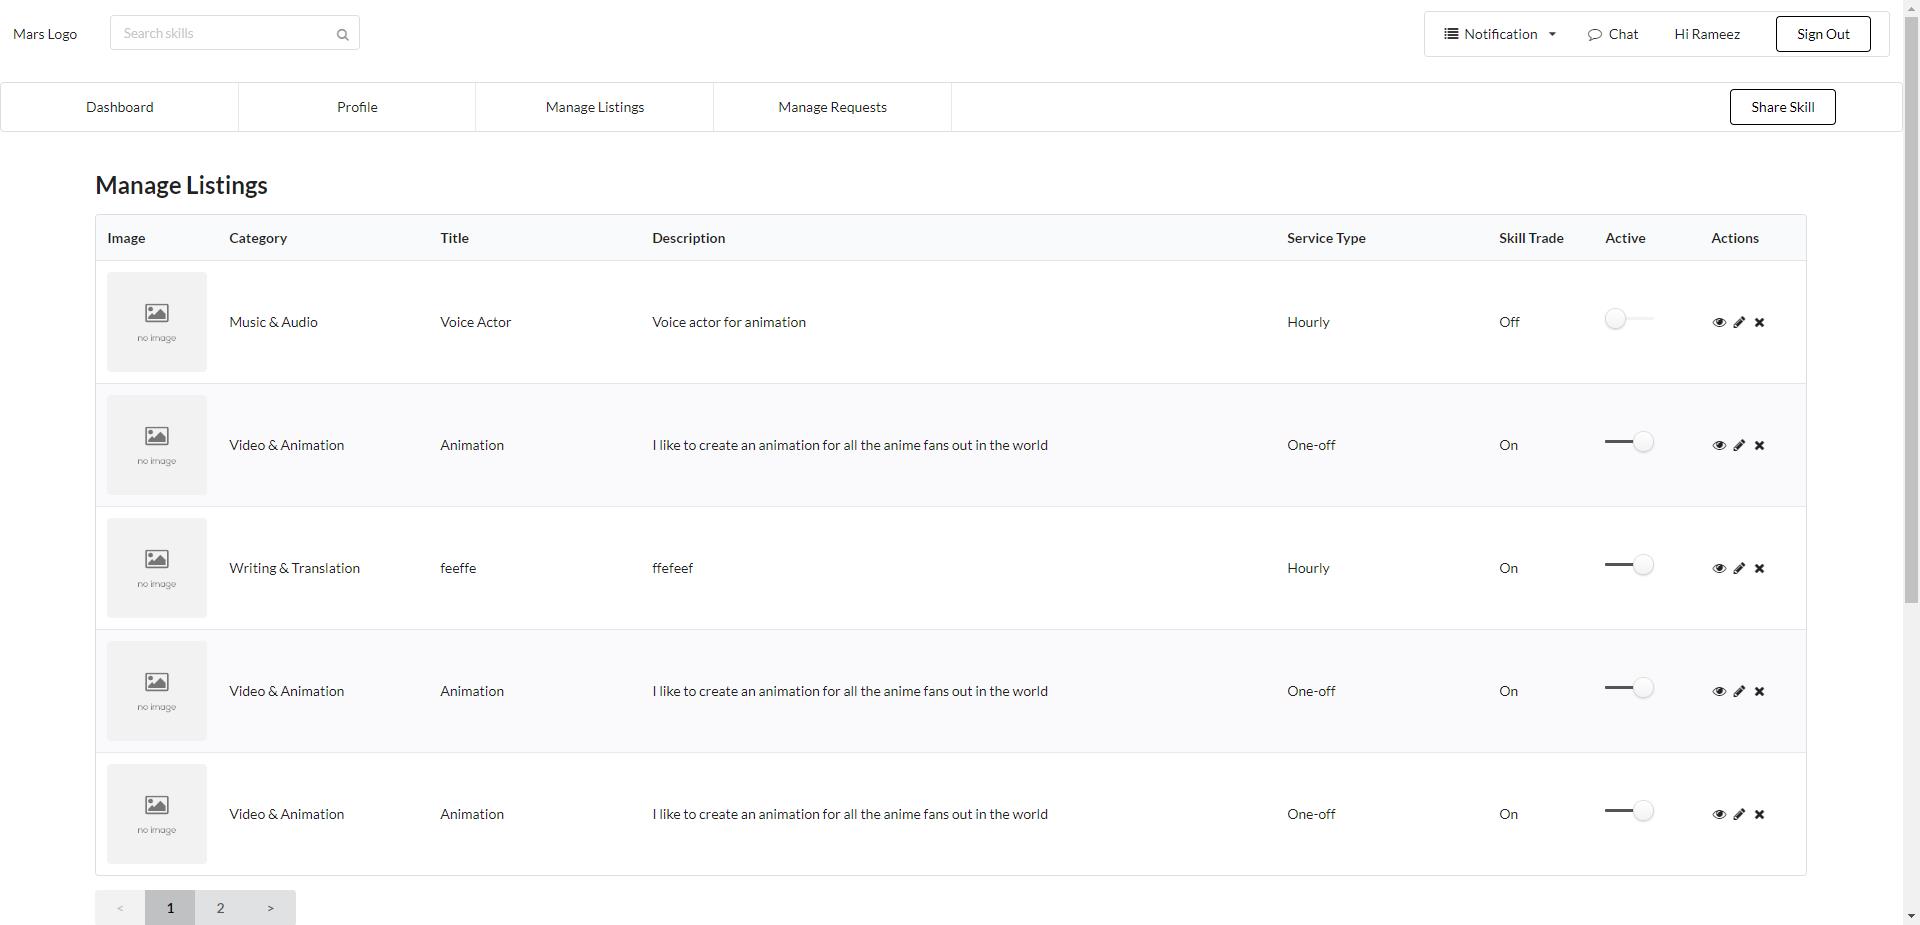 Mars Logo Search skills Notification Chat Hi Rameez Sign Out
Dashboard Profile Manage Listings Manage Requests Share Skill
Manage Listings
Image Category Title Description Service Type Skill Trade Active Actions
no image Music & Audio Voice Actor Voice actor for animation Hourly Off
no image Video & Animation Animation I like to create an animation for all the anime fans out in the world One-off On
no image Writing & Translation feeffe ffefeef Hourly On
no image Video & Animation Animation I like to create an animation for all the anime fans out in the world One-off On
no image Video & Animation Animation I like to create an animation for all the anime fans out in the world One-off On
< 1 2 >